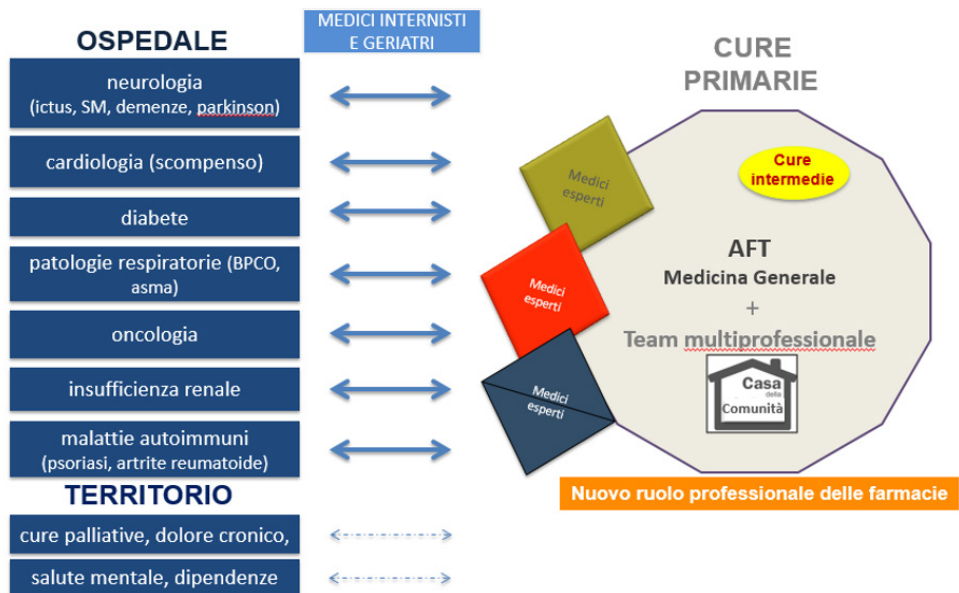 OSPEDALE
neurologia
(ictus, SM, demenze, parkinson)
cardiologia (scompenso)
diabete
patologie respiratorie (BPCO,
asma)
oncologia
insufficienza renale
malattie autoimmuni
(psoriasi, artrite reumatoide)
TERRITORIO
cure palliative, dolore cronico,
salute mentale, dipendenze
MEDICI INTERNISTI
E GERIATRI
CURE
PRIMARIE
Medici
esperti
Medici
esperti
Medici
esperti
Cure
intermedie
AFT
Medicina Generale
+
Team multiprofessionale
Casa
della
Comunità
Nuovo ruolo professionale delle farmacie